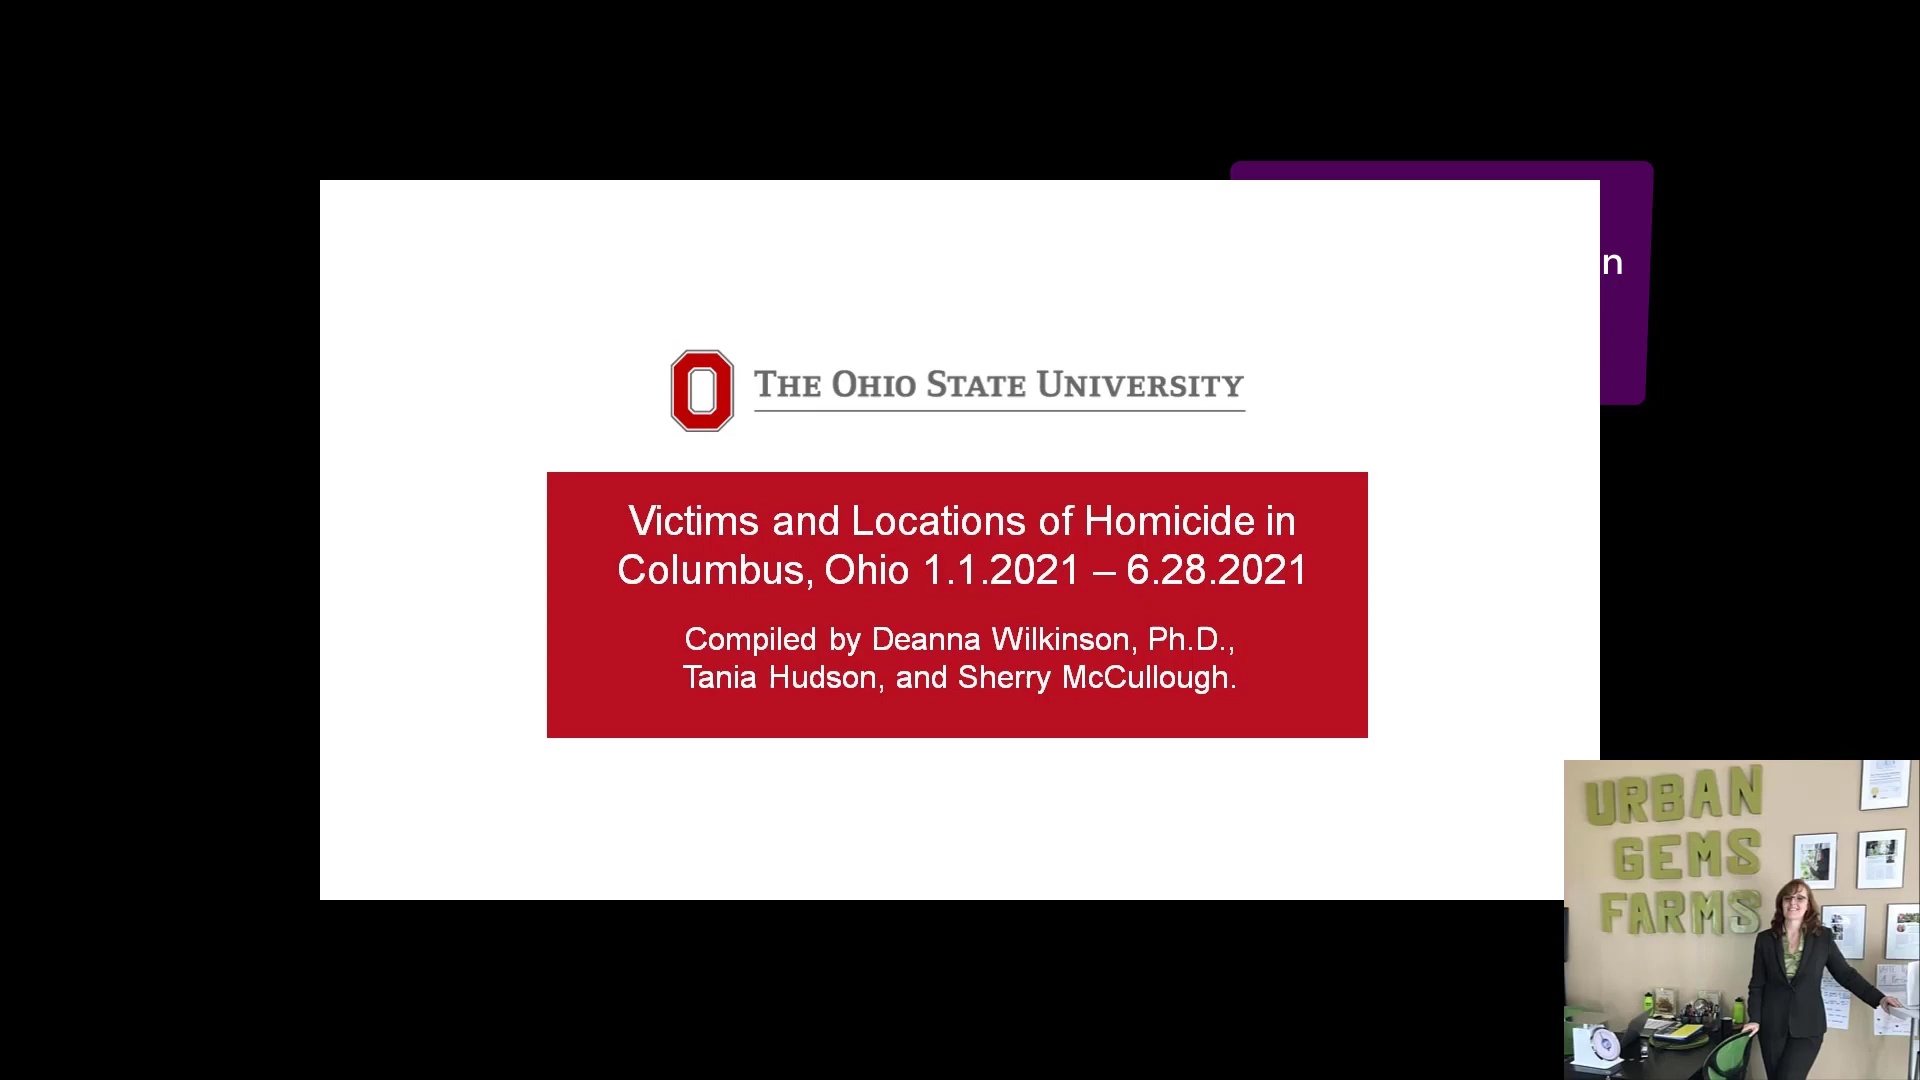 n
THE OHIO STATE UNIVERSITY
Victims and Locations of Homicide in
Columbus, Ohio 1.1.2021 – 6.28.2021
Compiled by Deanna Wilkinson, Ph.D.,
Tania Hudson, and Sherry McCullough.
URBAN
GEMS
FARMS